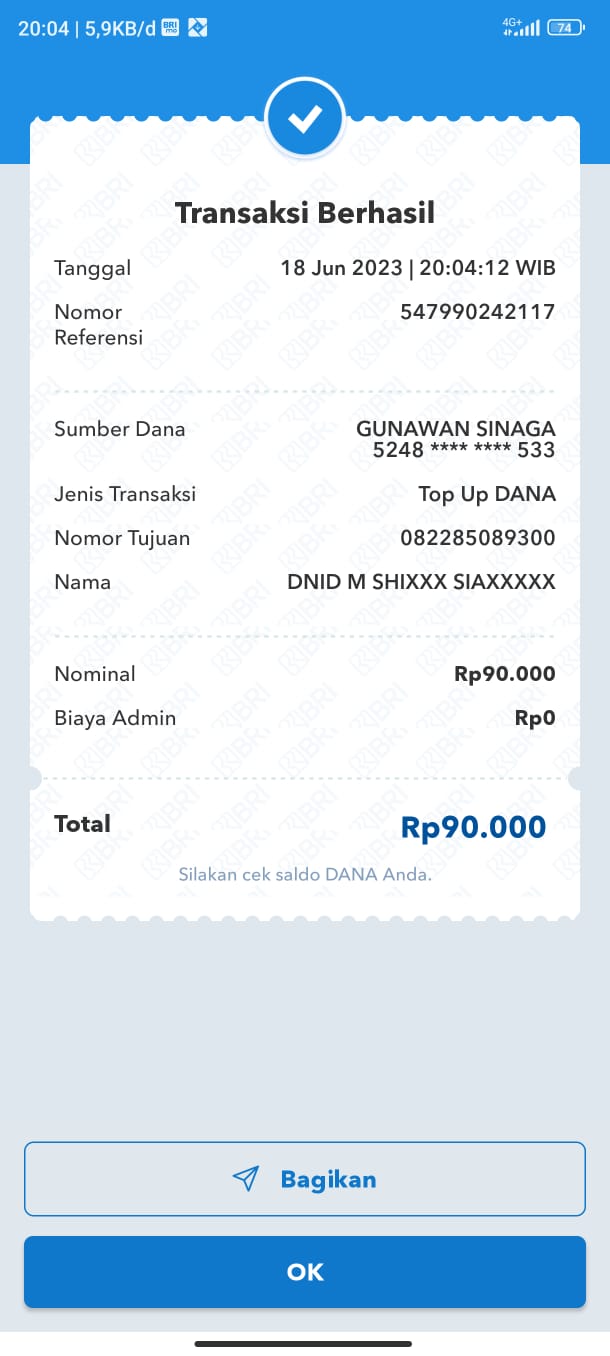 20:04 | 5,9KB/d BRI mo 4G+ 74
Transaksi Berhasil
Tanggal 18 Jun 2023 | 20:04:12 WIB
Nomor 547990242117
Referensi
Sumber Dana GUNAWAN SINAGA
5248 **** **** 533
Jenis Transaksi Top Up DANA
Nomor Tujuan 082285089300
Nama DNID M SHIXXX SIAXXXXX
Nominal Rp90.000
Biaya Admin Rp0
Total Rp90.000
Silakan cek saldo DANA Anda.
Bagikan
OK